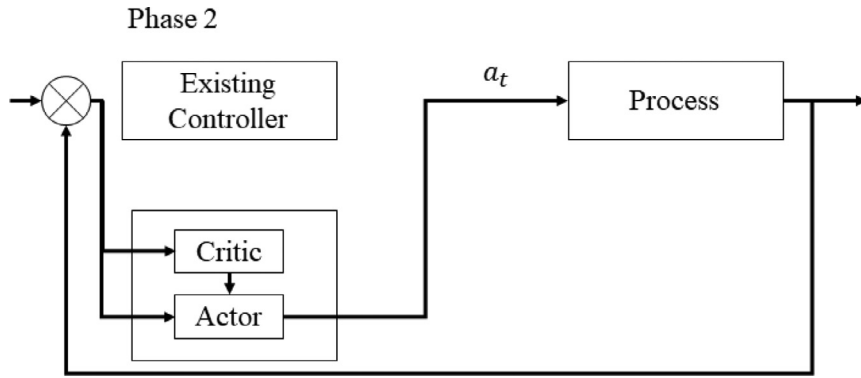 Phase 2
Existing
Controller
a_t
Process
Critic
Actor